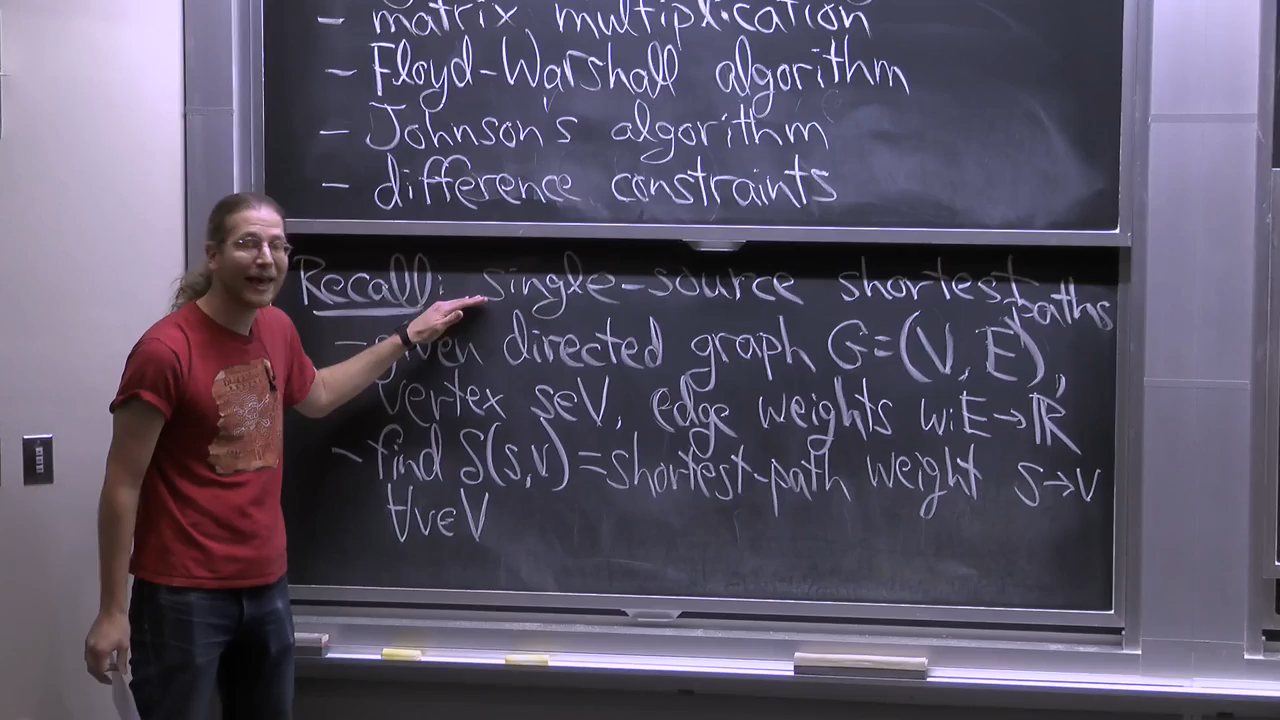 - matrix multiplication
- Floyd-Warshall algorithm
- Johnson's algorithm
- difference constraints
Recall: single-source shortest paths
- given directed graph G=(V,E),
vertex s∈V, edge weights w:E→ℝ
- find δ(s,v)=shortest-path weight s→v
∀v∈V